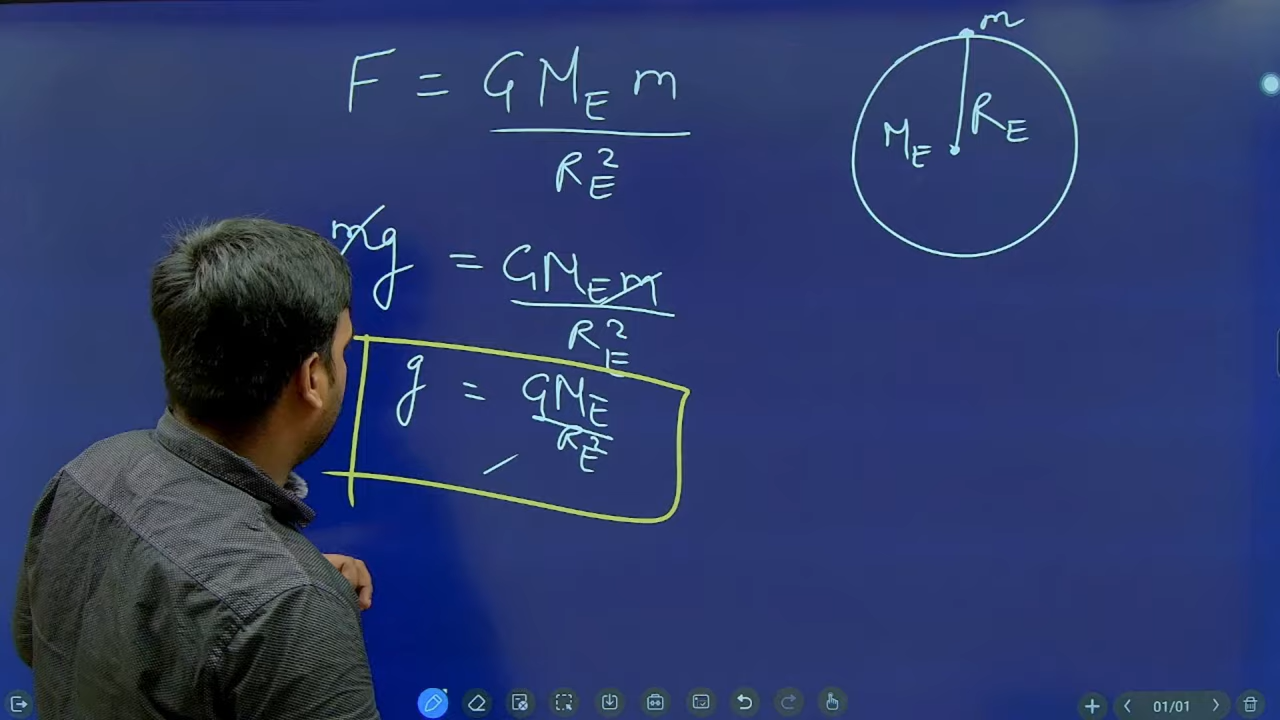 m
F = GM_E m / R_E^2
M_E R_E
mg = GM_E m / R_E^2
g = GM_E / R_E^2
01/01